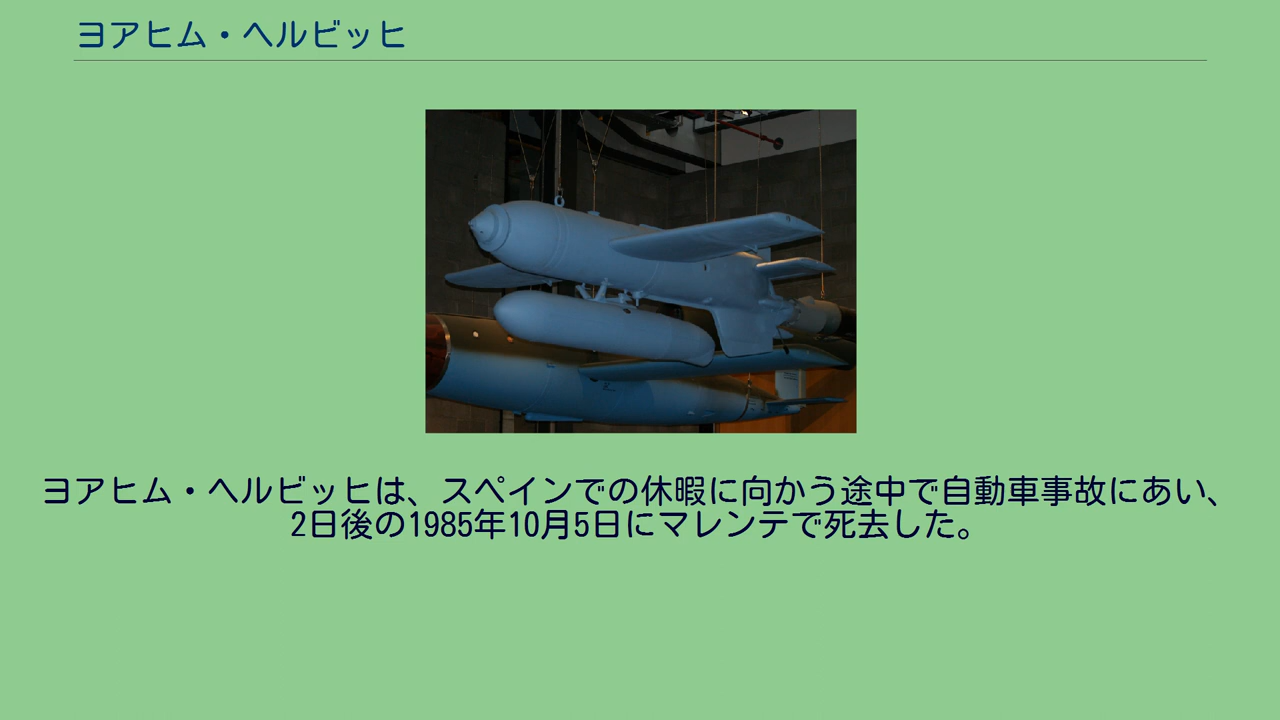 ヨアヒム・ヘルビッヒ
ヨアヒム・ヘルビッヒは、スペインでの休暇に向かう途中で自動車事故にあい、
2日後の1985年10月5日にマレンテで死去した。